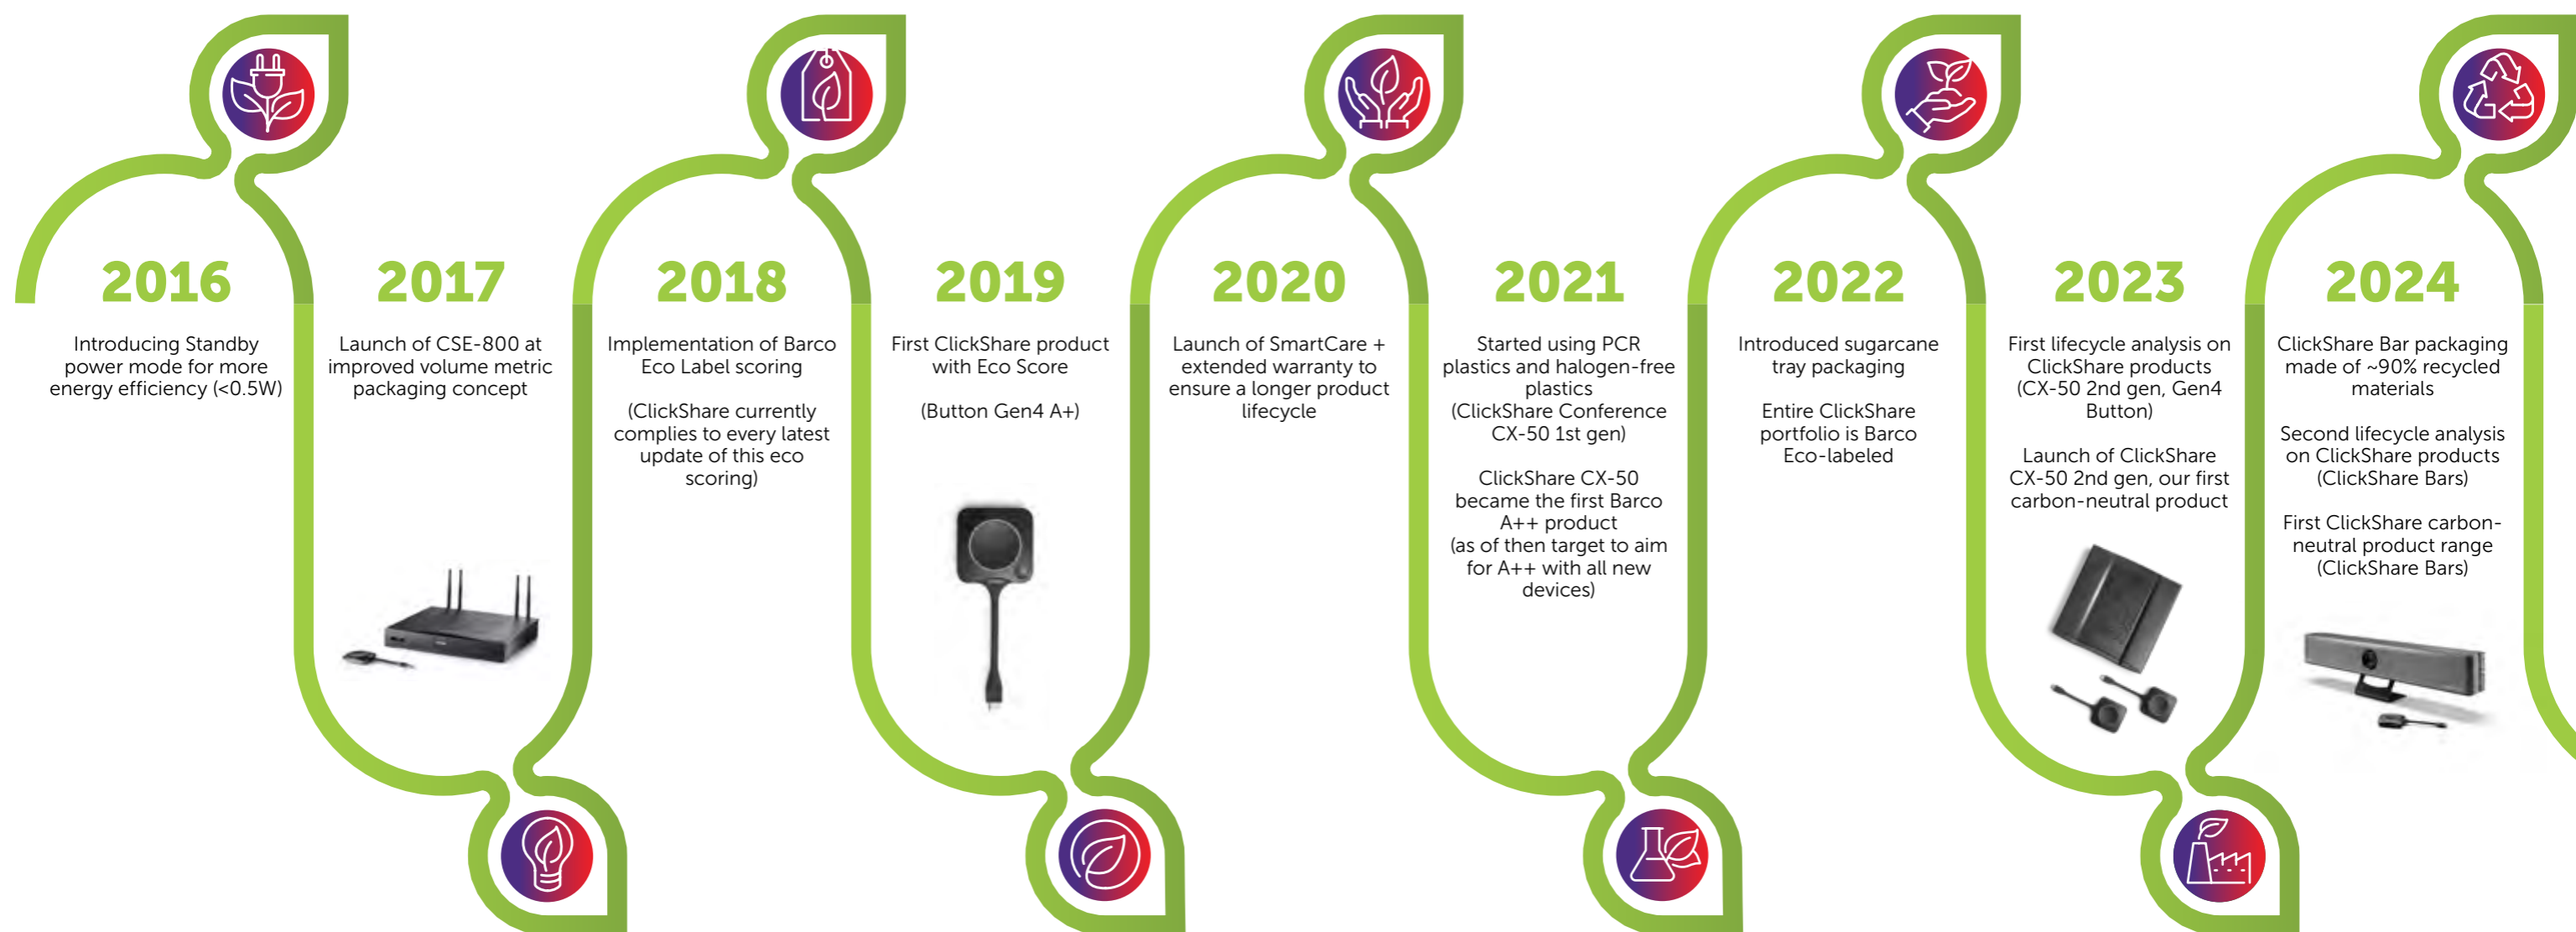 2016
Introducing Standby
power mode for more
energy efficiency (<0.5W)
2017
Launch of CSE-800 at
improved volume metric
packaging concept
2018
Implementation of Barco
Eco Label scoring
(ClickShare currently
complies to every latest
update of this eco
scoring)
2019
First ClickShare product
with Eco Score
(Button Gen4 A+)
2020
Launch of SmartCare +
extended warranty to
ensure a longer product
lifecycle
2021
Started using PCR
plastics and halogen-free
plastics
(ClickShare Conference
CX-50 1st gen)
ClickShare CX-50
became the first Barco
A++ product
(as of then target to aim
for A++ with all new
devices)
2022
Introduced sugarcane
tray packaging
Entire ClickShare
portfolio is Barco
Eco-labeled
2023
First lifecycle analysis on
ClickShare products
(CX-50 2nd gen, Gen4
Button)
Launch of ClickShare
CX-50 2nd gen, our first
carbon-neutral product
2024
ClickShare Bar packaging
made of ~90% recycled
materials
Second lifecycle analysis
on ClickShare products
(ClickShare Bars)
First ClickShare carbon-
neutral product range
(ClickShare Bars)